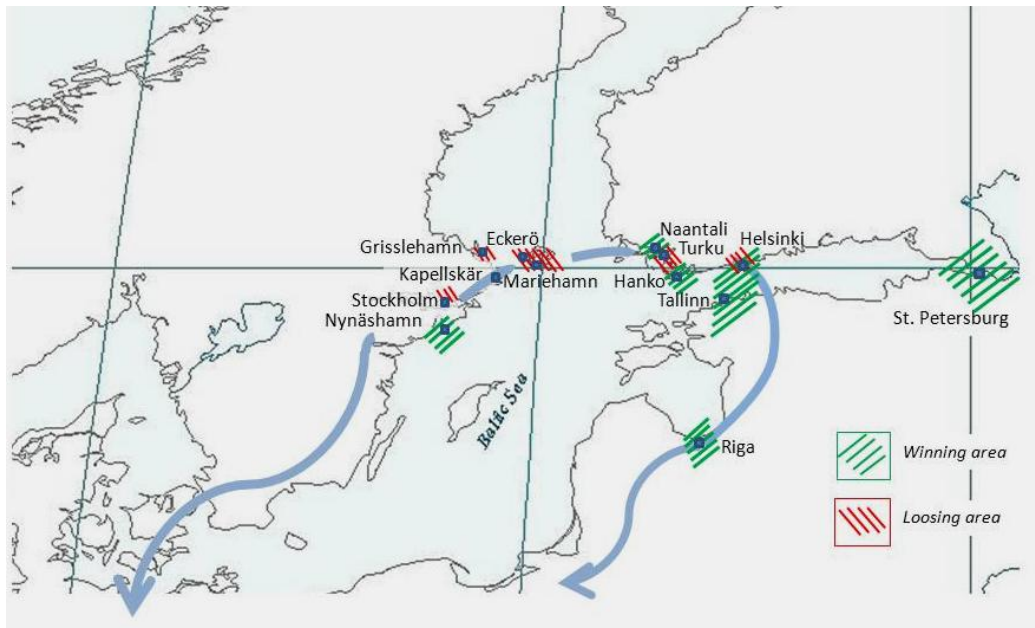 Naantali
Eckerö
Helsinki
Grisslehamn
Turku
Kapellskär
Mariehamn
Hanko
Stockholm
Tallinn
Nynäshamn
St. Petersburg
Baltic Sea
Riga
Winning area
Loosing area